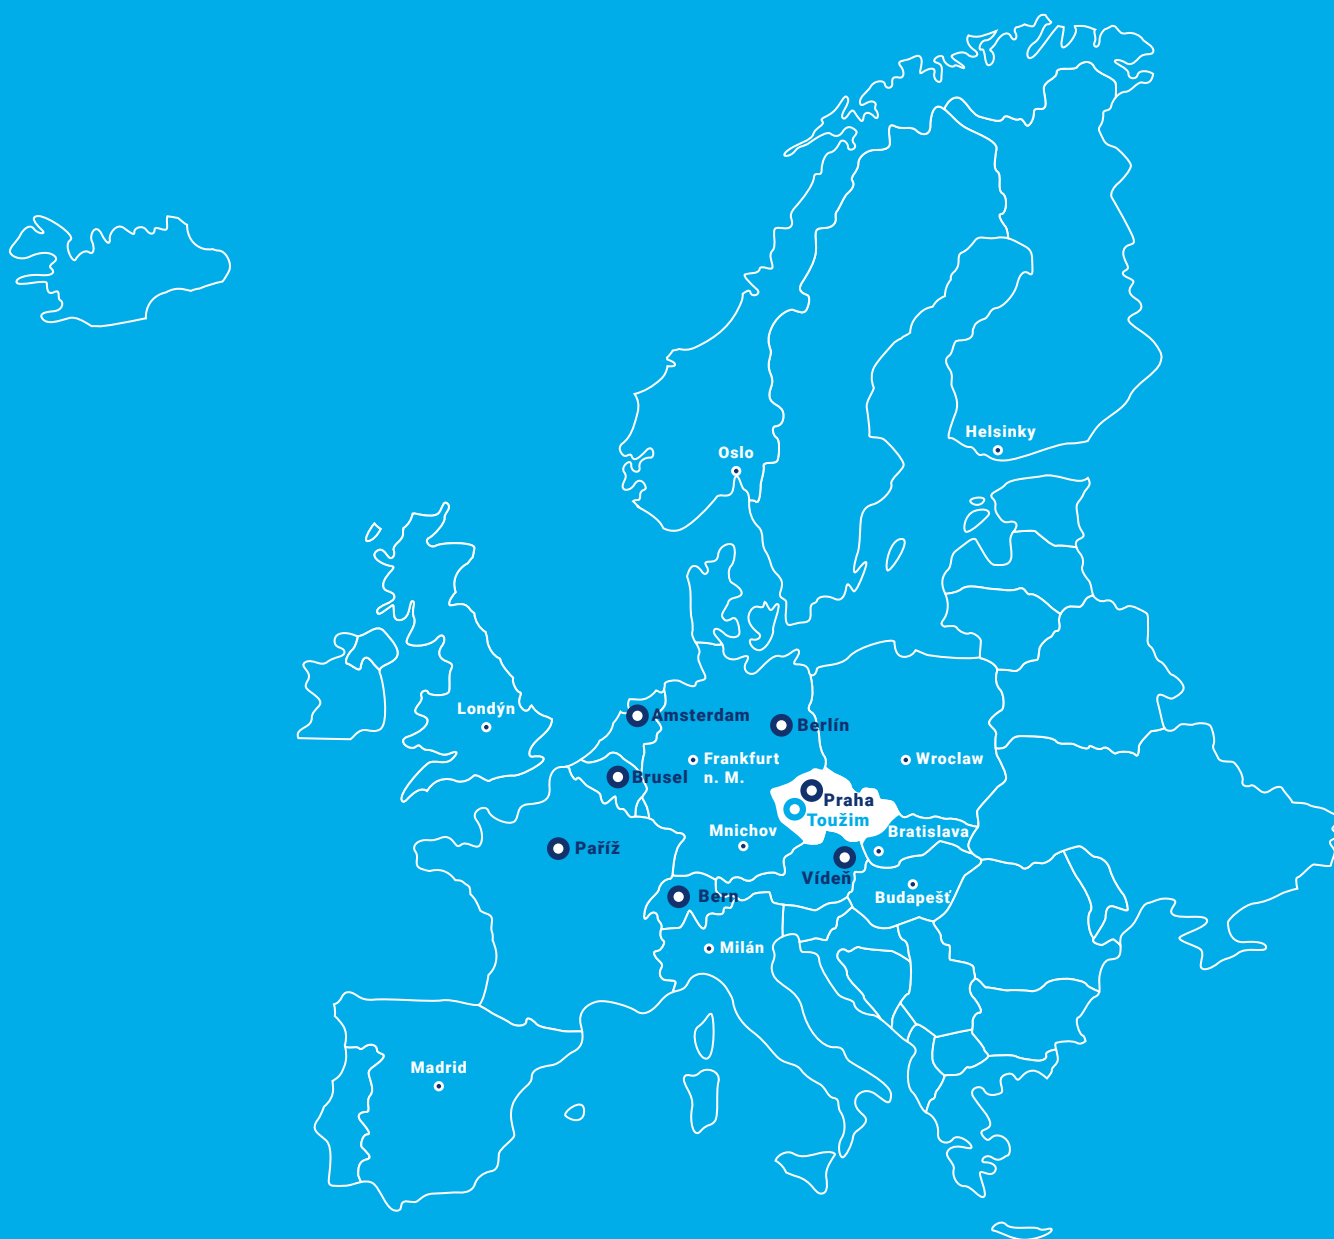 Helsinky
Oslo
Londýn
Amsterdam
Berlín
Frankfurt
n. M.
Wroclaw
Brusel
Praha
Toužim
Mnichov
Bratislava
Paříž
Vídeň
Bern
Budapešť
Milán
Madrid